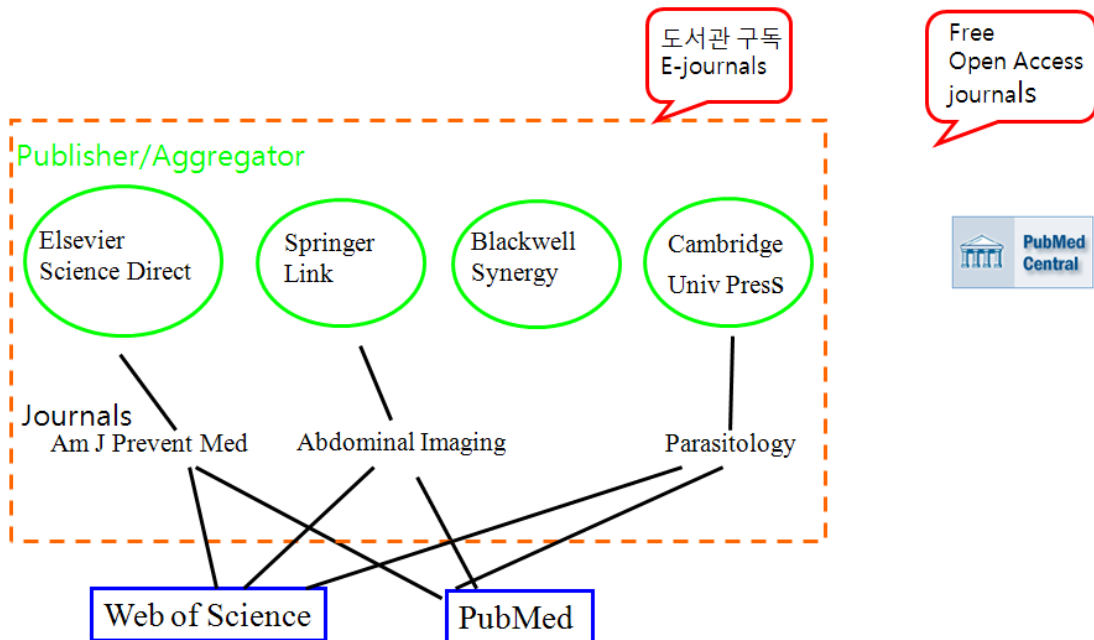 도서관 구독
E-journals
Free
Open Access
journals
Publisher/Aggregator
Elsevier
Science Direct
Springer
Link
Blackwell
Synergy
Cambridge
Univ PresS
PubMed
Central
Journals
Am J Prevent Med
Abdominal Imaging
Parasitology
Web of Science
PubMed